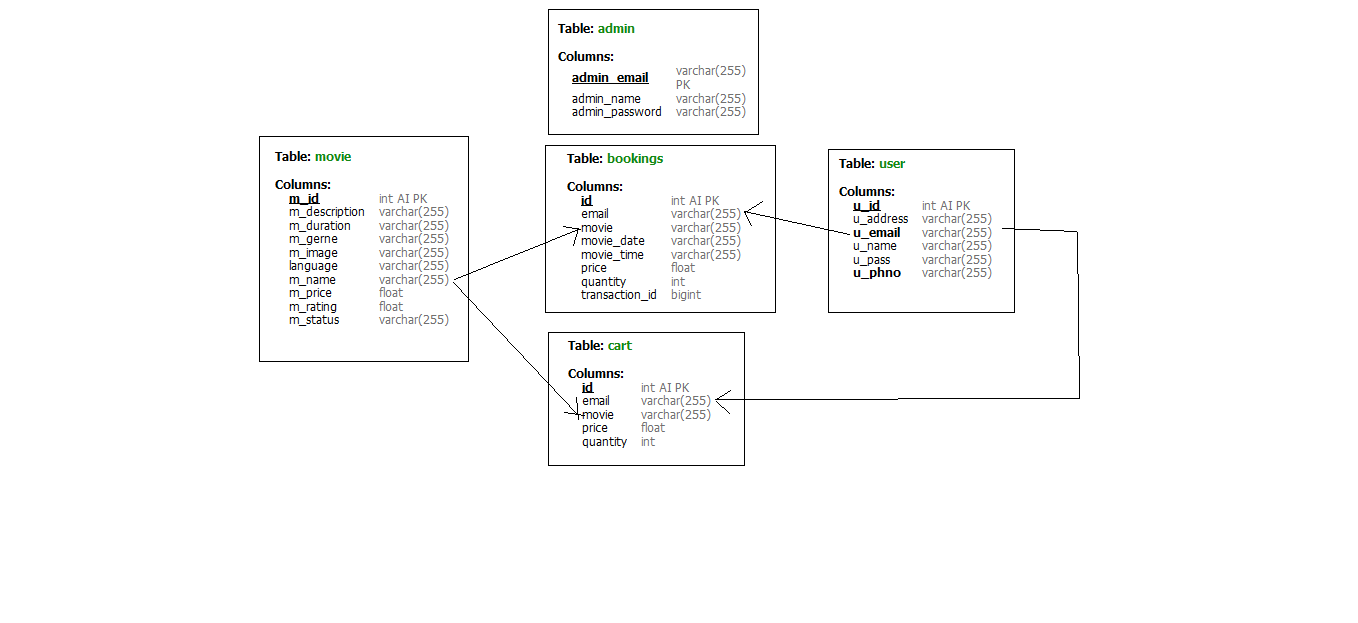 Table: admin
Columns:
admin_email varchar(255) PK
admin_name varchar(255)
admin_password varchar(255)
Table: movie
Columns:
m_id int AI PK
m_description varchar(255)
m_duration varchar(255)
m_gerne varchar(255)
m_image varchar(255)
language varchar(255)
m_name varchar(255)
m_price float
m_rating float
m_status varchar(255)
Table: bookings
Columns:
id int AI PK
email varchar(255)
movie varchar(255)
movie_date varchar(255)
movie_time varchar(255)
price float
quantity int
transaction_id bigint
Table: user
Columns:
u_id int AI PK
u_address varchar(255)
u_email varchar(255)
u_name varchar(255)
u_pass varchar(255)
u_phno varchar(255)
Table: cart
Columns:
id int AI PK
email varchar(255)
movie varchar(255)
price float
quantity int